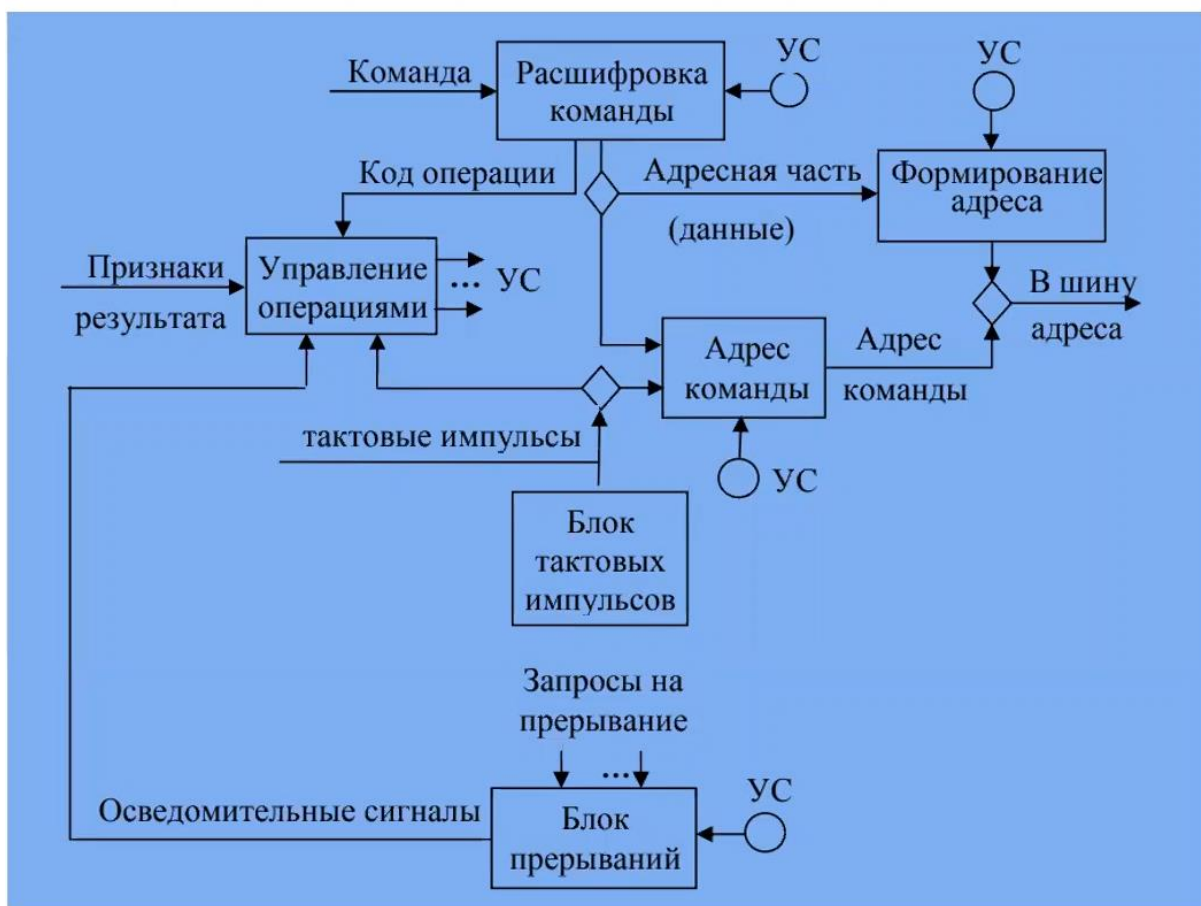 УС
УС
Команда
Расшифровка
команды
Код операции
Адресная часть
(данные)
Формирование
адреса
Признаки
результата
Управление
операциями
... УС
В шину
адреса
Адрес
команды
Адрес
команды
тактовые импульсы
УС
Блок
тактовых
импульсов
Запросы на
прерывание
...
УС
Осведомительные сигналы
Блок
прерываний